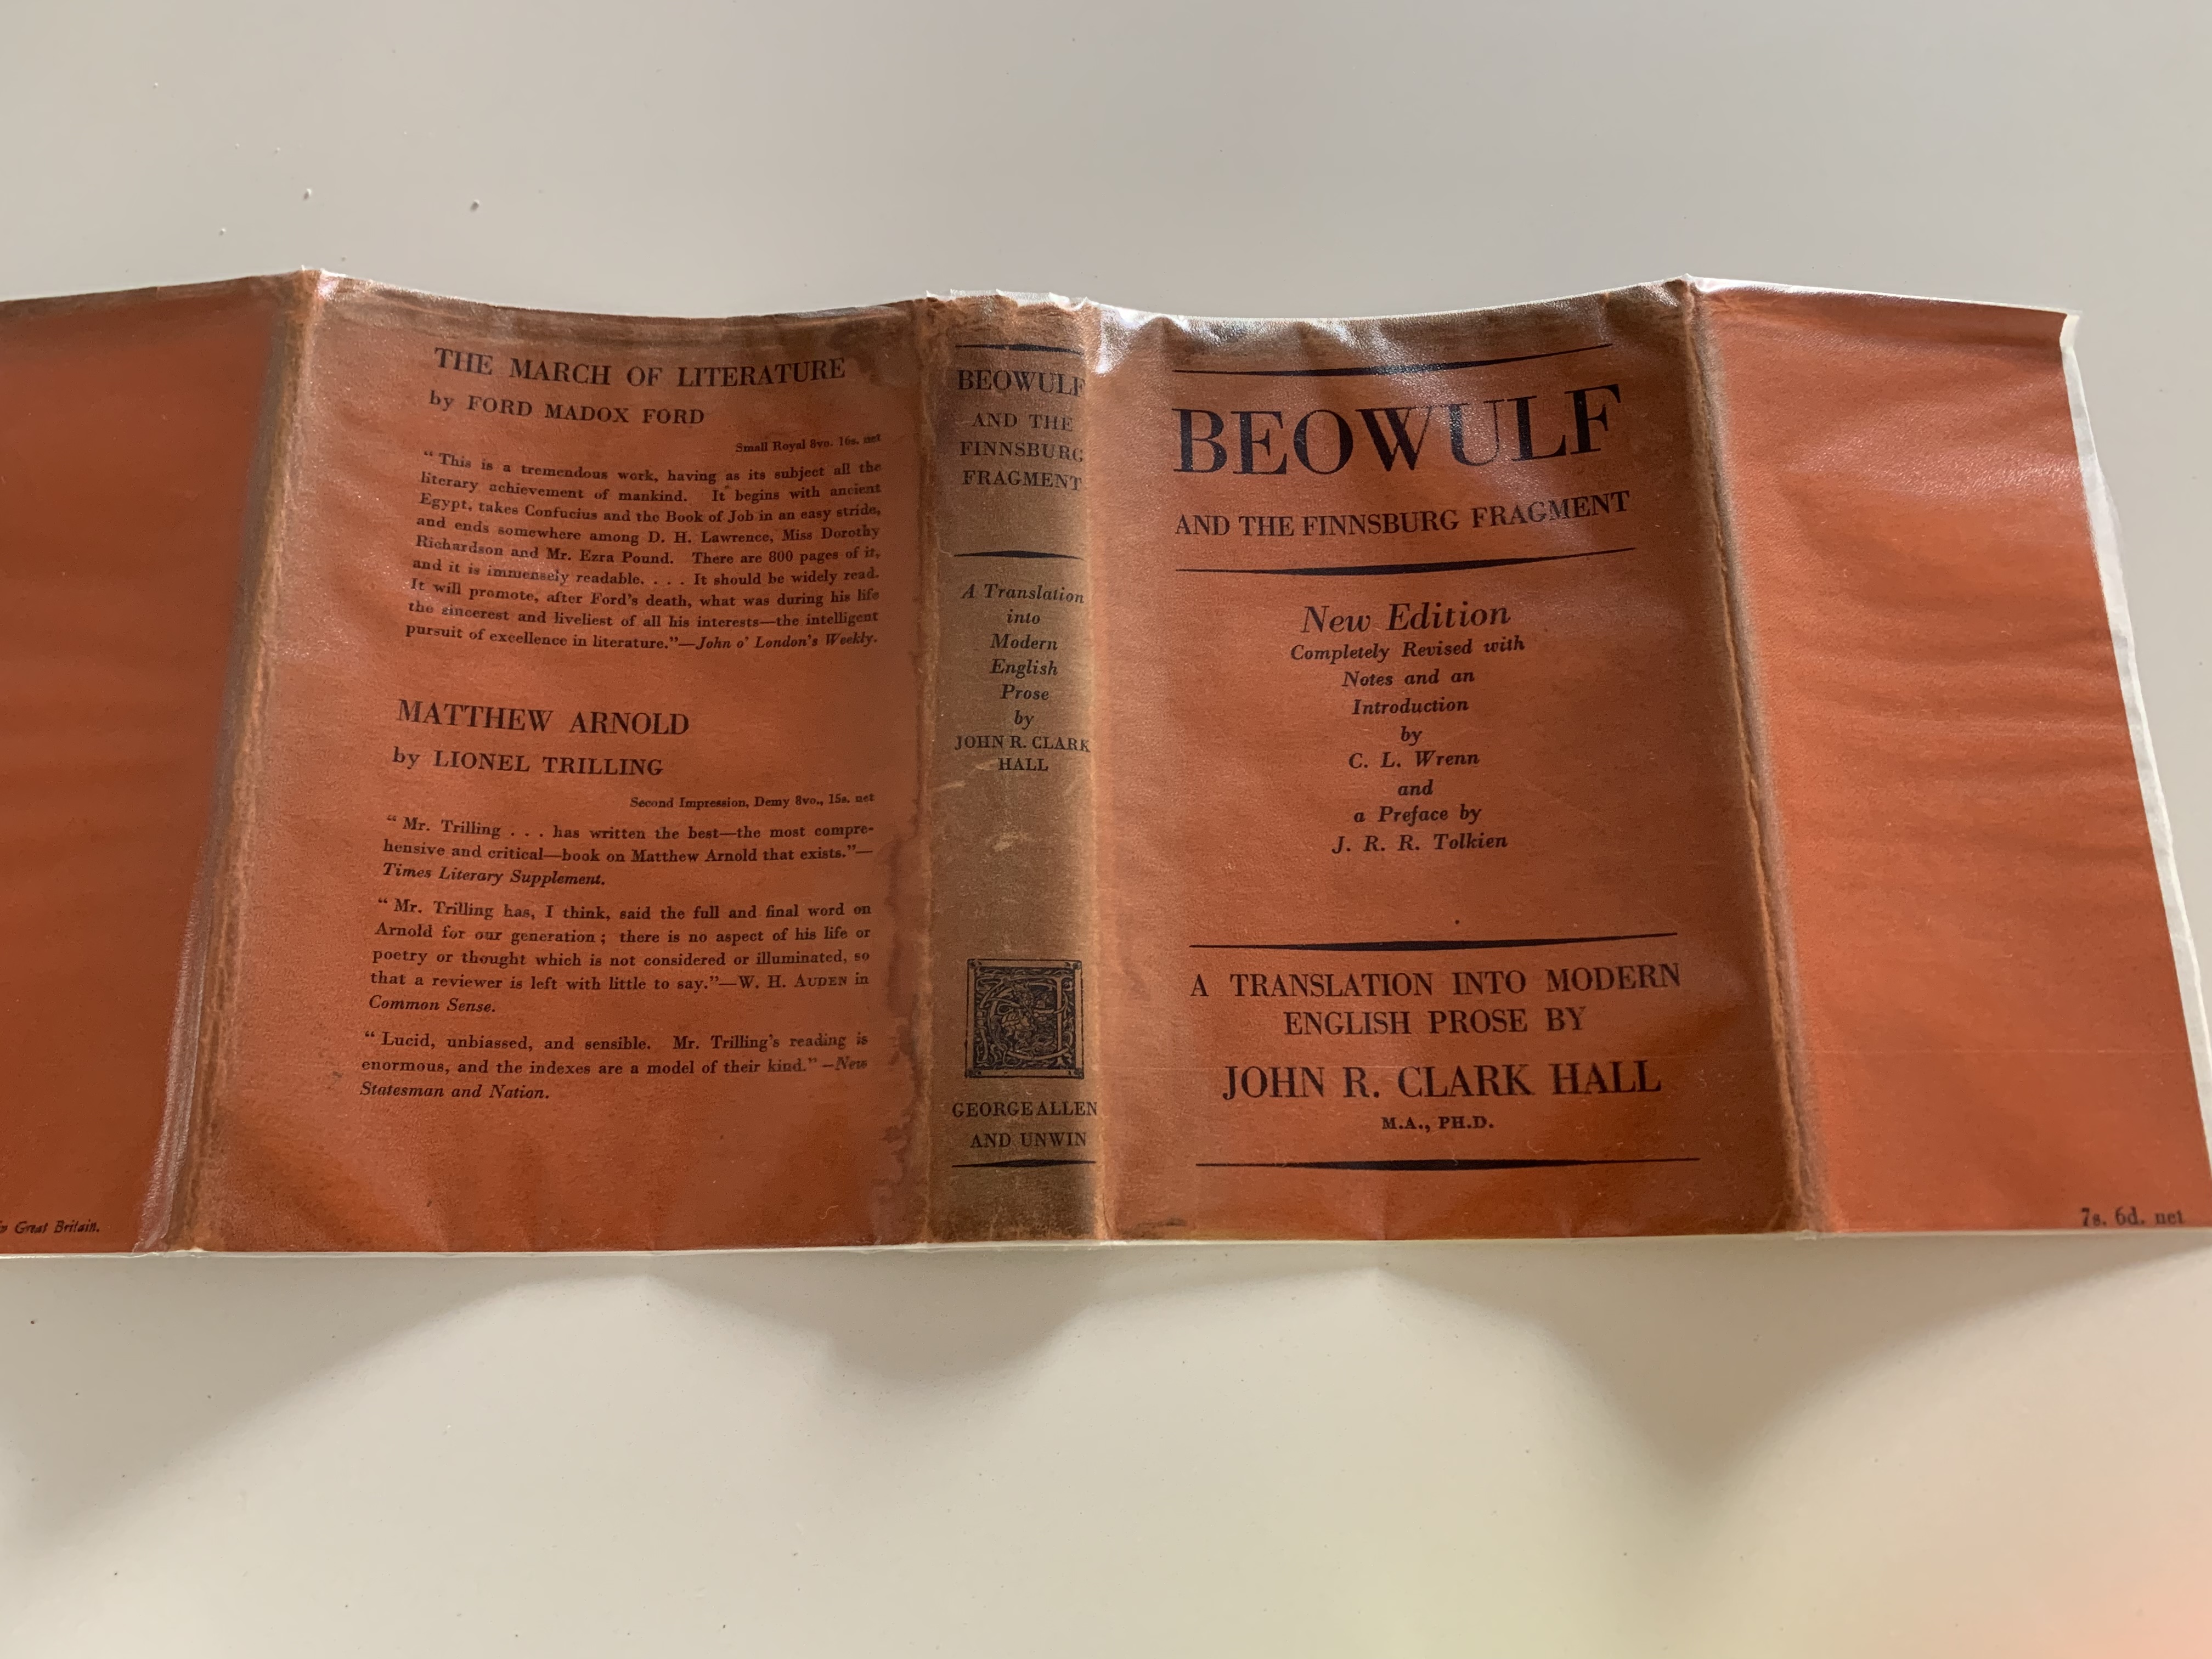 THE MARCH OF LITERATURE
by FORD MADOX FORD
Small Royal 8vo. 16s. net
“This is a tremendous work, having as its subject all the
literary achievement of mankind. It begins with ancient
Egypt, takes Confucius and the Book of Job in an easy stride,
and ends somewhere among D. H. Lawrence, Miss Dorothy
Richardson and Mr. Ezra Pound. There are 800 pages of it,
and it is immensely readable. . . . It should be widely read.
It will promote, after Ford's death, what was during his life
the sincerest and liveliest of all his interests—the intelligent
pursuit of excellence in literature.”—John o' London's Weekly.
MATTHEW ARNOLD
by LIONEL TRILLING
Second Impression, Demy 8vo., 15s. net
“Mr. Trilling . . . has written the best—the most compre-
hensive and critical—book on Matthew Arnold that exists.”—
Times Literary Supplement.
“Mr. Trilling has, I think, said the full and final word on
Arnold for our generation; there is no aspect of his life or
poetry or thought which is not considered or illuminated, so
that a reviewer is left with little to say.”—W. H. AUDEN in
Common Sense.
“Lucid, unbiassed, and sensible. Mr. Trilling's reading is
enormous, and the indexes are a model of their kind.”—New
Statesman and Nation.
Great Britain.
BEOWULF
AND THE
FINNSBURG
FRAGMENT
A Translation
into
Modern
English
Prose
by
JOHN R. CLARK
HALL
GEORGE ALLEN
AND UNWIN
BEOWULF
AND THE FINNSBURG FRAGMENT
New Edition
Completely Revised with
Notes and an
Introduction
by
C. L. Wrenn
and
a Preface by
J. R. R. Tolkien
A TRANSLATION INTO MODERN
ENGLISH PROSE BY
JOHN R. CLARK HALL
M.A., PH.D.
7s. 6d. net